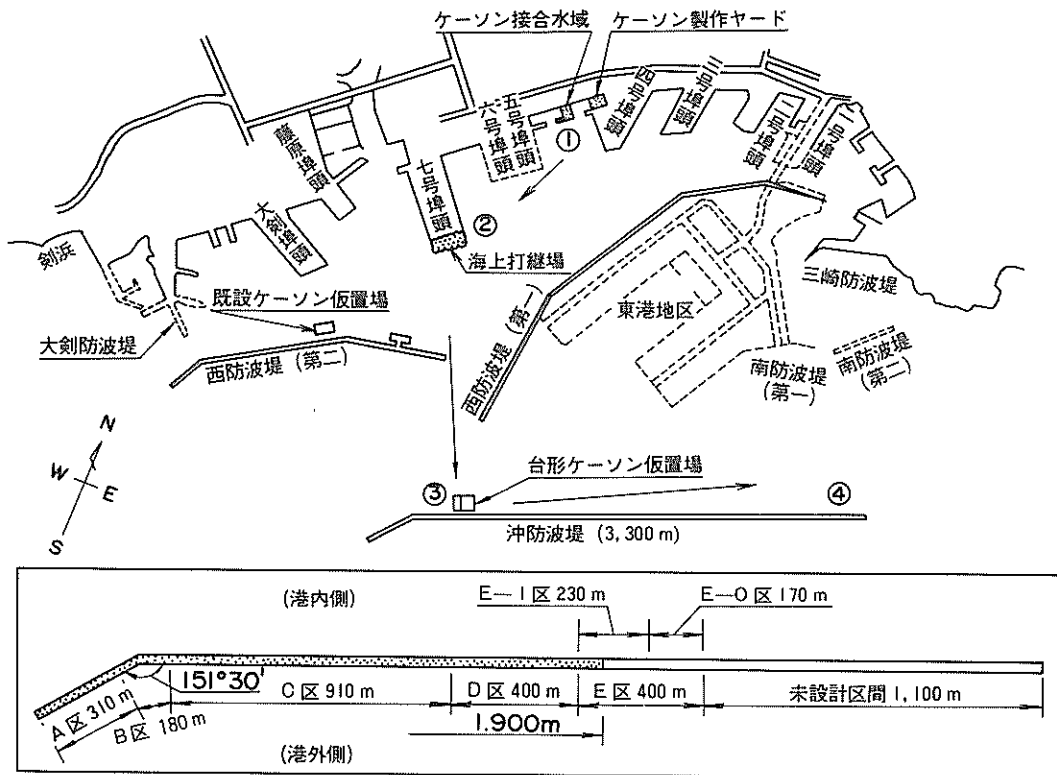 ケーソン接合水域
ケーソン製作ヤード
①
四号埠頭
三号埠頭
二号埠頭
一号埠頭
五号埠頭
六号埠頭
七号埠頭
藤原埠頭
大剣埠頭
剣浜
②
海上打継場
既設ケーソン仮置場
大剣防波堤
西防波堤 (第二)
西防波堤 (第一)
東港地区
三崎防波堤
南防波堤
(第一)
南防波堤
(第二)
N
W
E
S
③
台形ケーソン仮置場
④
沖防波堤 (3,300 m)
(港内側)
E―I区 230 m
E―O区 170 m
151°30′
A区 310 m
B区 180 m
C区 910 m
D区 400 m
E区 400 m
未設計区間 1,100 m
1.900m
(港外側)